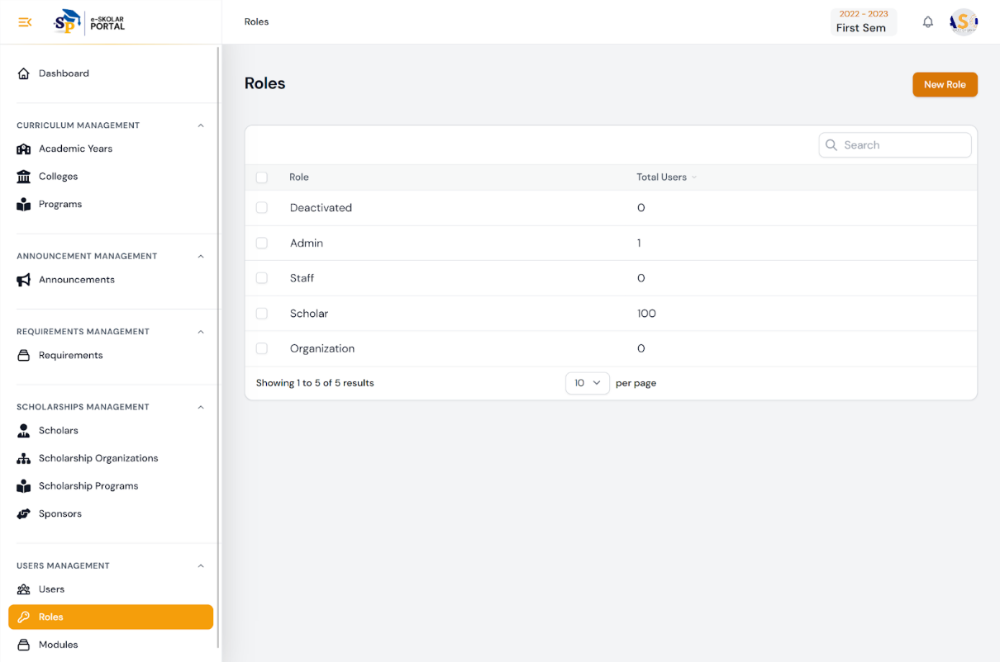 SP e-SKOLAR
PORTAL
Roles
2022 - 2023
First Sem
S
Dashboard
CURRICULUM MANAGEMENT
Academic Years
Colleges
Programs
ANNOUNCEMENT MANAGEMENT
Announcements
REQUIREMENTS MANAGEMENT
Requirements
SCHOLARSHIPS MANAGEMENT
Scholars
Scholarship Organizations
Scholarship Programs
Sponsors
USERS MANAGEMENT
Users
Roles
Modules
Roles
New Role
Search
Role Total Users
Deactivated 0
Admin 1
Staff 0
Scholar 100
Organization 0
Showing 1 to 5 of 5 results 10 per page